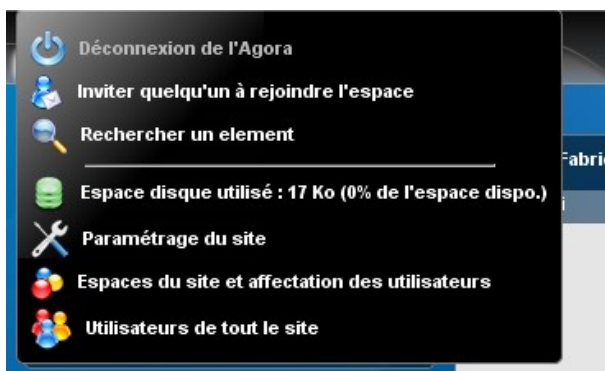 Déconnexion de l'Agora
Inviter quelqu'un à rejoindre l'espace
Rechercher un element
Fabri
Espace disque utilisé : 17 Ko (0% de l'espace dispo.)
i
Paramétrage du site
Espaces du site et affectation des utilisateurs
Utilisateurs de tout le site